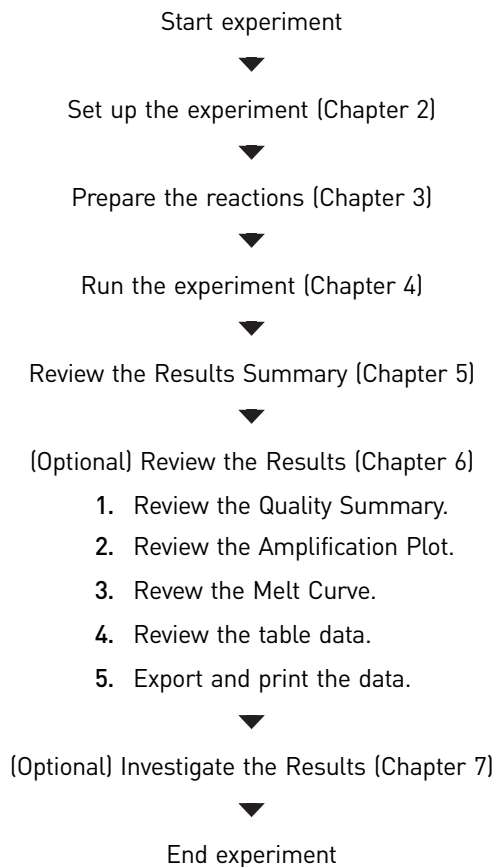 Start experiment
Set up the experiment (Chapter 2)
Prepare the reactions (Chapter 3)
Run the experiment (Chapter 4)
Review the Results Summary (Chapter 5)
(Optional) Review the Results (Chapter 6)
1. Review the Quality Summary.
2. Review the Amplification Plot.
3. Revew the Melt Curve.
4. Review the table data.
5. Export and print the data.
(Optional) Investigate the Results (Chapter 7)
End experiment